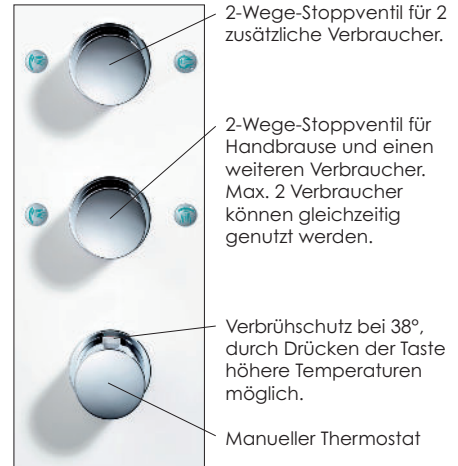 2-Wege-Stoppventil für 2
zusätzliche Verbraucher.
2-Wege-Stoppventil für
Handbrause und einen
weiteren Verbraucher.
Max. 2 Verbraucher
können gleichzeitig
genutzt werden.
Verbrühschutz bei 38°,
durch Drücken der Taste
höhere Temperaturen
möglich.
Manueller Thermostat